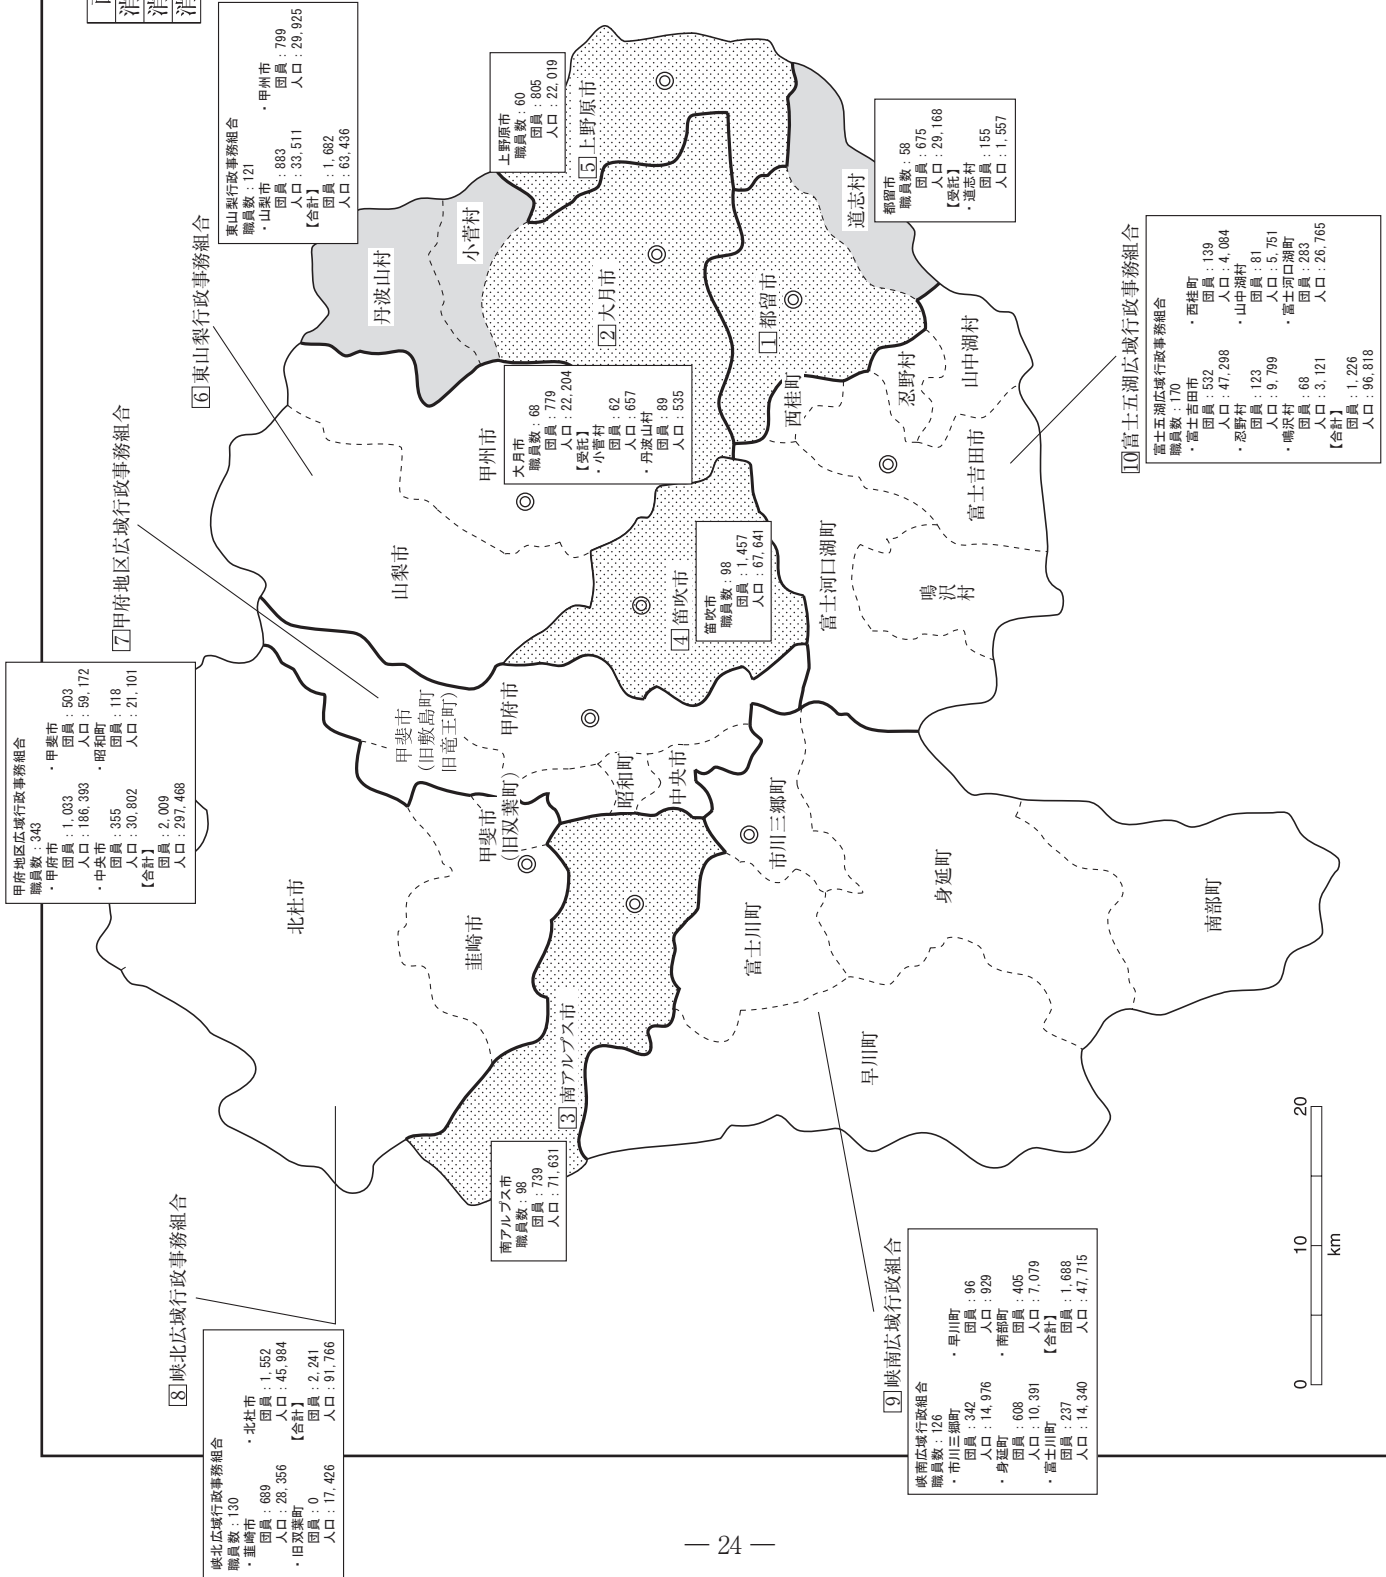 消
消
消
6 東山梨行政事務組合
東山梨行政事務組合
職員数：121
・山梨市
団員：883
人口：33,511
・甲州市
団員：799
人口：29,925
【合計】
団員：1,682
人口：63,436
7 甲府地区広域行政事務組合
甲府地区広域行政事務組合
職員数：343
・甲府市
団員：1,033
人口：186,393
・甲斐市
団員：503
人口：59,172
・中央市
団員：355
人口：30,802
・昭和町
団員：118
人口：21,101
【合計】
団員：2,009
人口：297,468
8 峡北広域行政事務組合
峡北広域行政事務組合
職員数：130
・韮崎市
団員：689
人口：28,356
・北杜市
団員：1,552
人口：45,984
・旧双葉町
団員：0
人口：17,426
【合計】
団員：2,241
人口：91,766
上野原市
職員数：60
団員：805
人口：22,019
5 上野原市
丹波山村
小菅村
2 大月市
大月市
職員数：68
団員：779
人口：22,204
【受託】
・小菅村
団員：62
人口：657
・丹波山村
団員：89
人口：535
甲州市
山梨市
甲斐市
（旧敷島町
旧竜王町）
甲府市
甲斐市
（旧双葉町）
北杜市
韮崎市
昭和町
中央市
4 笛吹市
笛吹市
職員数：98
団員：1,457
人口：67,641
3 南アルプス市
南アルプス市
職員数：98
団員：739
人口：71,631
1 都留市
道志村
都留市
職員数：58
団員：675
人口：29,168
【受託】
・道志村
団員：155
人口：1,557
西桂町
忍野村
山中湖村
富士吉田市
富士河口湖町
鳴沢村
市川三郷町
富士川町
身延町
早川町
南部町
10 富士五湖広域行政事務組合
富士五湖広域行政事務組合
職員数：170
・富士吉田市
団員：532
人口：47,298
・西桂町
団員：139
人口：4,084
・忍野村
団員：123
人口：9,799
・山中湖村
団員：81
人口：5,751
・鳴沢村
団員：68
人口：3,121
・富士河口湖町
団員：283
人口：26,765
【合計】
団員：1,226
人口：96,818
9 峡南広域行政組合
峡南広域行政組合
職員数：126
・市川三郷町
団員：342
人口：14,976
・早川町
団員：96
人口：929
・身延町
団員：608
人口：10,391
・南部町
団員：405
人口：7,079
・富士川町
団員：237
人口：14,340
【合計】
団員：1,688
人口：47,715
0 10 20
km
— 24 —